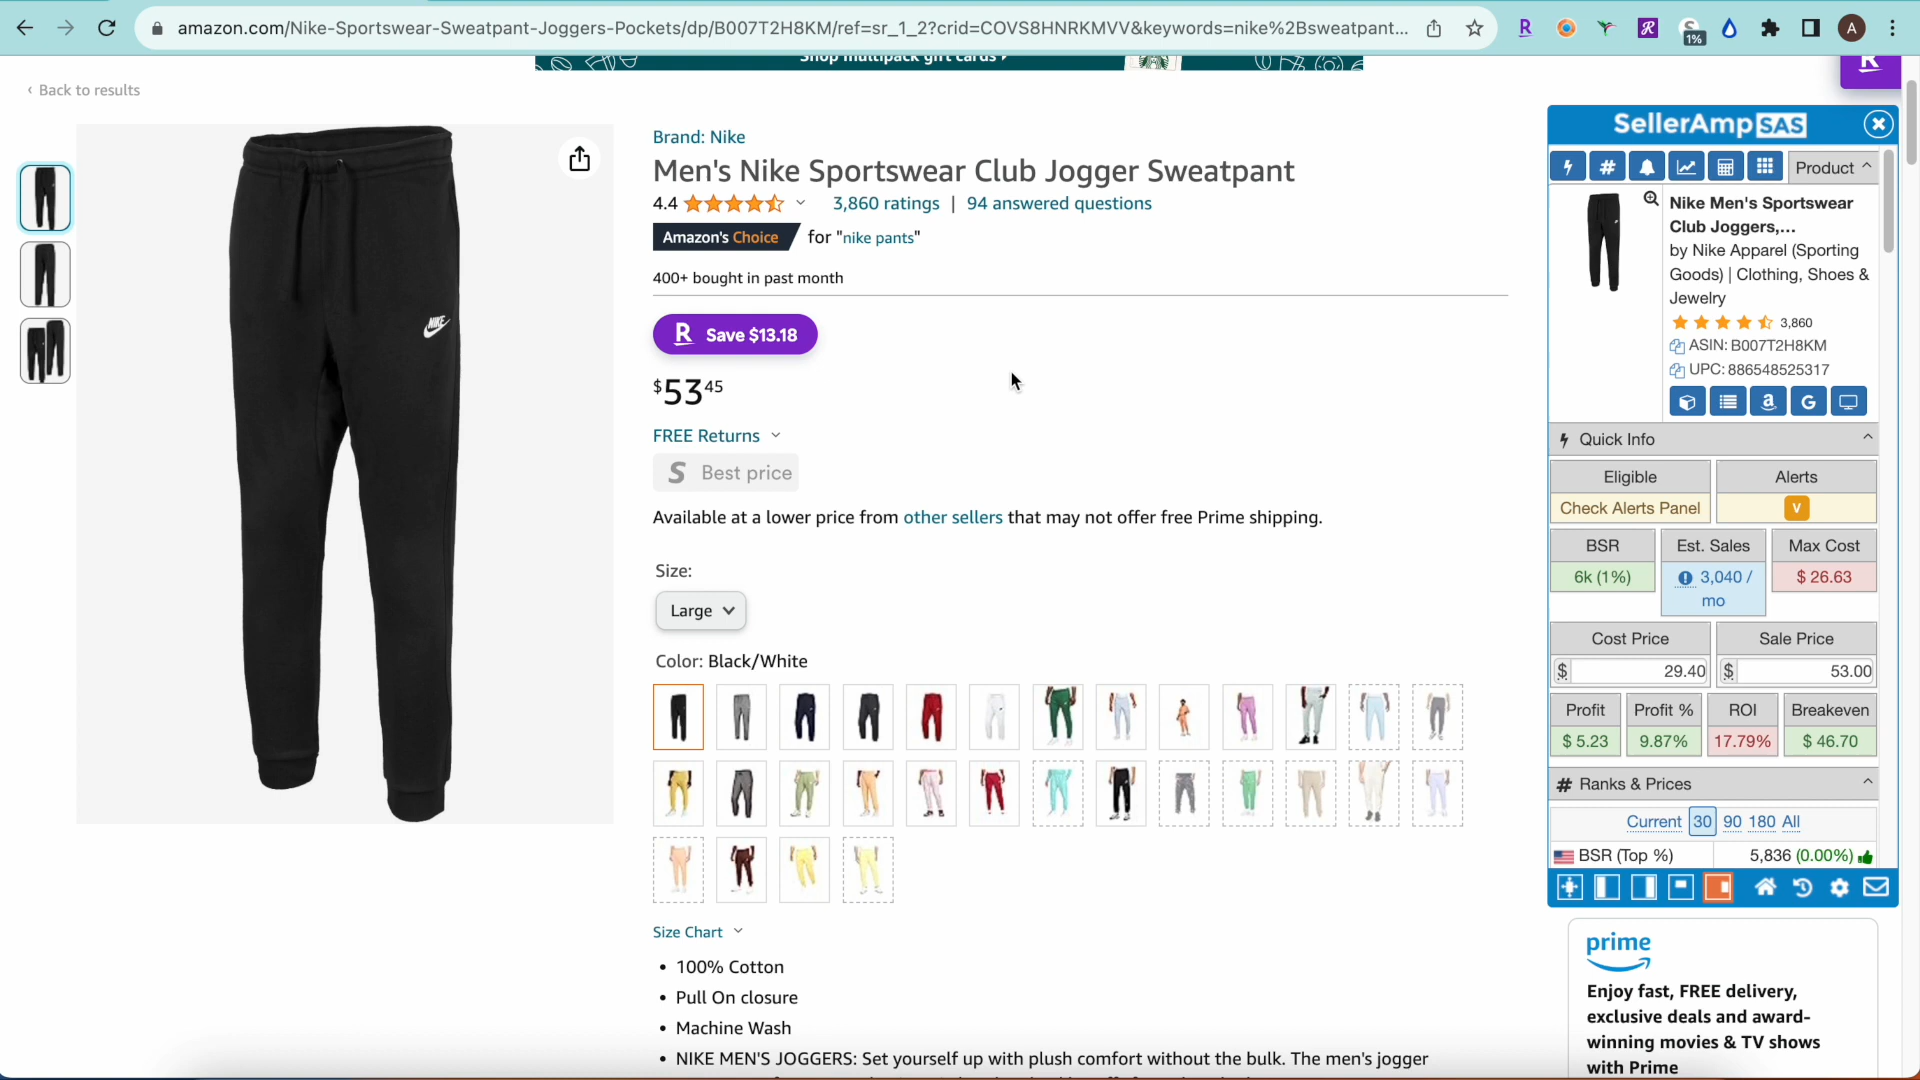 amazon.com/Nike-Sportswear-Sweatpant-Joggers-Pockets/dp/B007T2H8KM/ref=sr_1_2?crid=COVS8HNRKMVV&keywords=nike%2Bsweatpant...
1%
A
Shop multipack gift cards ▸
‹ Back to results
NIKE
Brand: Nike
Men's Nike Sportswear Club Jogger Sweatpant
4.4
3,860 ratings | 94 answered questions
Amazon's Choice for "nike pants"
400+ bought in past month
R Save $13.18
$53 45
FREE Returns
S Best price
Available at a lower price from other sellers that may not offer free Prime shipping.
Size:
Large
Color: Black/White
Size Chart
• 100% Cotton
• Pull On closure
• Machine Wash
• NIKE MEN'S JOGGERS: Set yourself up with plush comfort without the bulk. The men's jogger
R
SellerAmp SAS
Product
Nike Men's Sportswear
Club Joggers,...
by Nike Apparel (Sporting
Goods) | Clothing, Shoes &
Jewelry
3,860
ASIN: B007T2H8KM
UPC: 886548525317
Quick Info
Eligible Alerts
Check Alerts Panel V
BSR Est. Sales Max Cost
6k (1%) 3,040 / mo $ 26.63
Cost Price Sale Price
$ 29.40 $ 53.00
Profit Profit % ROI Breakeven
$ 5.23 9.87% 17.79% $ 46.70
# Ranks & Prices
Current 30 90 180 All
BSR (Top %) 5,836 (0.00%)
prime
Enjoy fast, FREE delivery,
exclusive deals and award-
winning movies & TV shows
with Prime